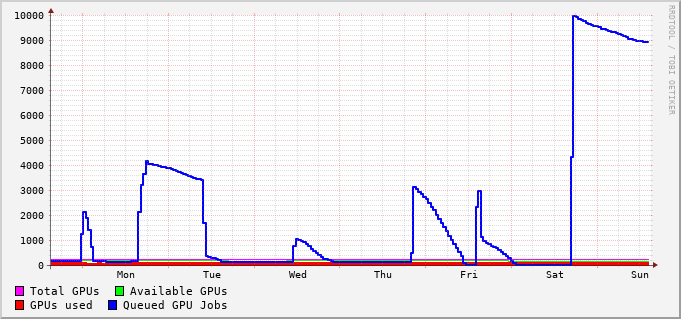 10000
9000
8000
7000
6000
5000
4000
3000
2000
1000
0
Mon Tue Wed Thu Fri Sat Sun
Total GPUs Available GPUs
GPUs used Queued GPU Jobs
RRDTOOL / TOBI OETIKER